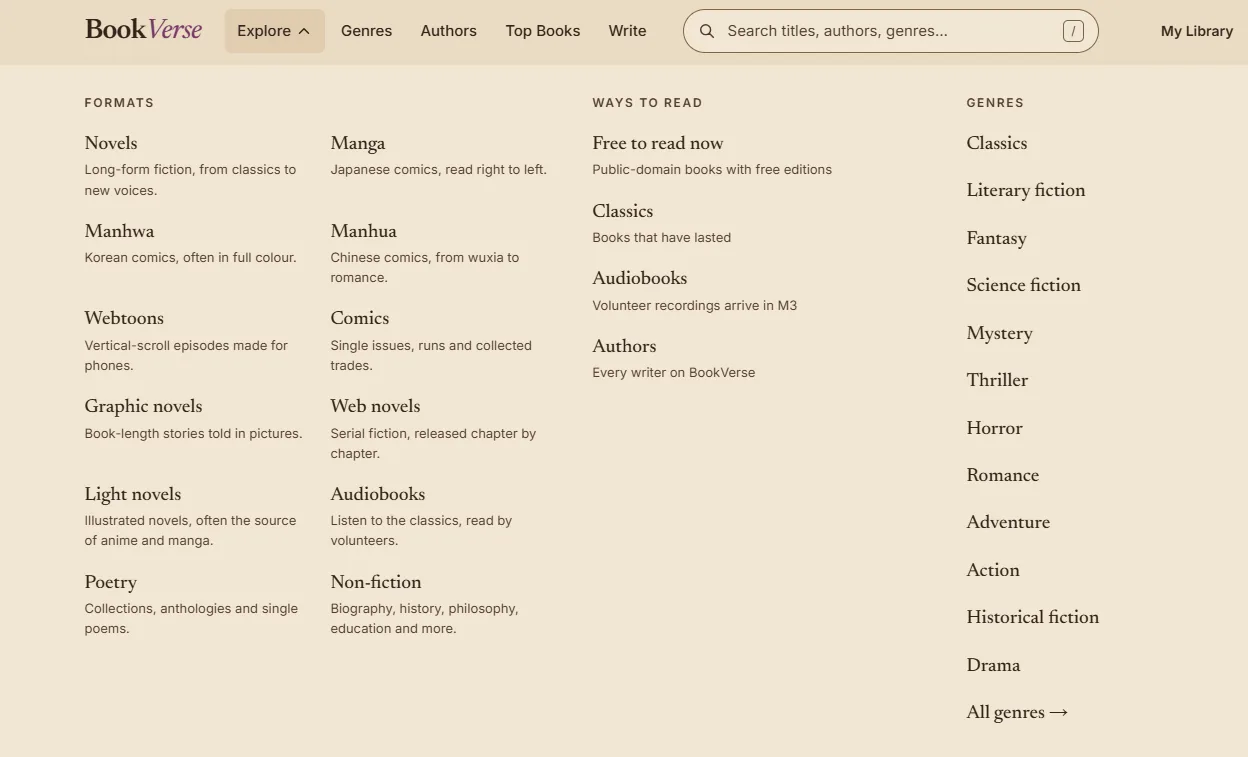 BookVerse
Explore
Genres
Authors
Top Books
Write
Search titles, authors, genres...
/
My Library
FORMATS
Novels
Long-form fiction, from classics to
new voices.
Manga
Japanese comics, read right to left.
Manhwa
Korean comics, often in full colour.
Manhua
Chinese comics, from wuxia to
romance.
Webtoons
Vertical-scroll episodes made for
phones.
Comics
Single issues, runs and collected
trades.
Graphic novels
Book-length stories told in pictures.
Web novels
Serial fiction, released chapter by
chapter.
Light novels
Illustrated novels, often the source
of anime and manga.
Audiobooks
Listen to the classics, read by
volunteers.
Poetry
Collections, anthologies and single
poems.
Non-fiction
Biography, history, philosophy,
education and more.
WAYS TO READ
Free to read now
Public-domain books with free editions
Classics
Books that have lasted
Audiobooks
Volunteer recordings arrive in M3
Authors
Every writer on BookVerse
GENRES
Classics
Literary fiction
Fantasy
Science fiction
Mystery
Thriller
Horror
Romance
Adventure
Action
Historical fiction
Drama
All genres →